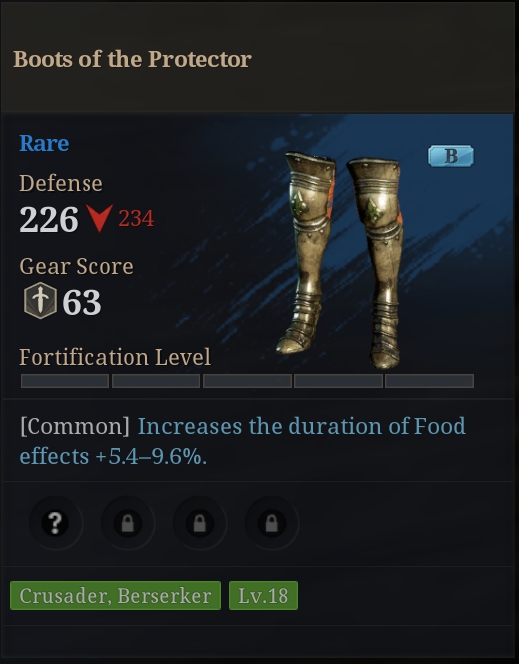 Boots of the Protector
Rare
B
Defense
226 234
Gear Score
63
Fortification Level
[Common] Increases the duration of Food
effects +5.4–9.6%.
?
Crusader, Berserker Lv.18